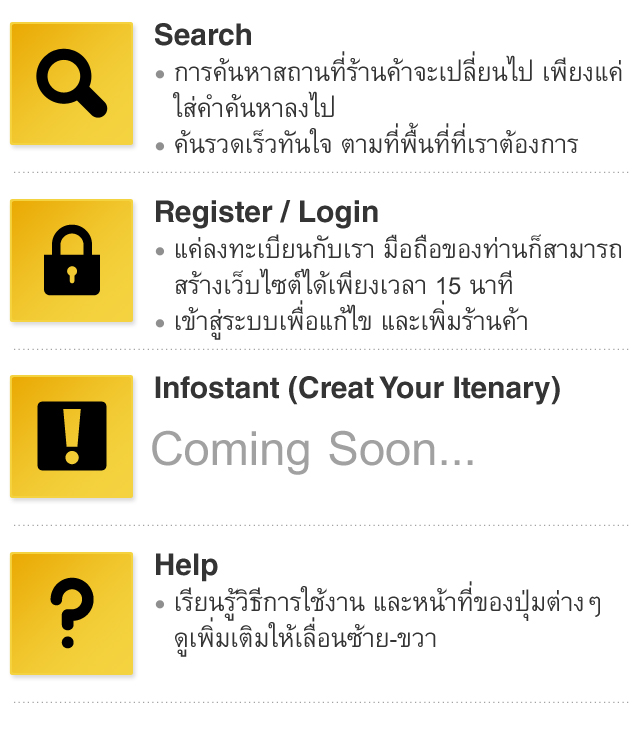 Search
• การค้นหาสถานที่ร้านค้าจะเปลี่ยนไป เพียงแค่
ใส่คำค้นหาลงไป
• ค้นรวดเร็วทันใจ ตามที่พื้นที่ที่เราต้องการ
Register / Login
• แค่ลงทะเบียนกับเรา มือถือของท่านก็สามารถ
สร้างเว็บไซต์ได้เพียงเวลา 15 นาที
• เข้าสู่ระบบเพื่อแก้ไข และเพิ่มร้านค้า
Infostant (Creat Your Itenary)
Coming Soon...
Help
• เรียนรู้วิธีการใช้งาน และหน้าที่ของปุ่มต่างๆ
ดูเพิ่มเติมให้เลื่อนซ้าย-ขวา